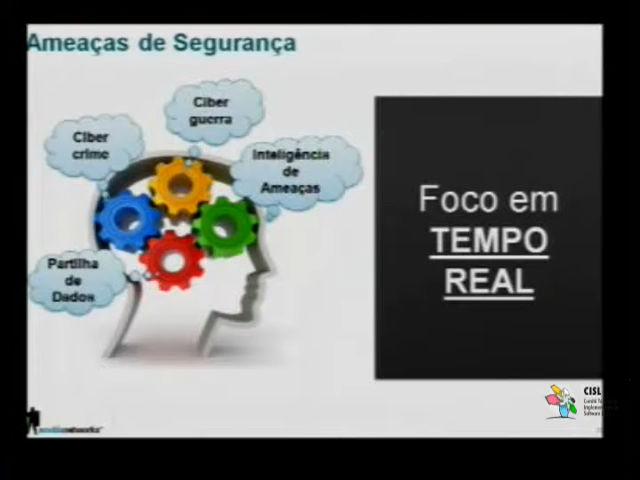 Ameaças de Segurança
Ciber
guerra
Ciber
crime
Inteligência
de
Ameaças
Partilha
de
Dados
Foco em
TEMPO
REAL
CISL